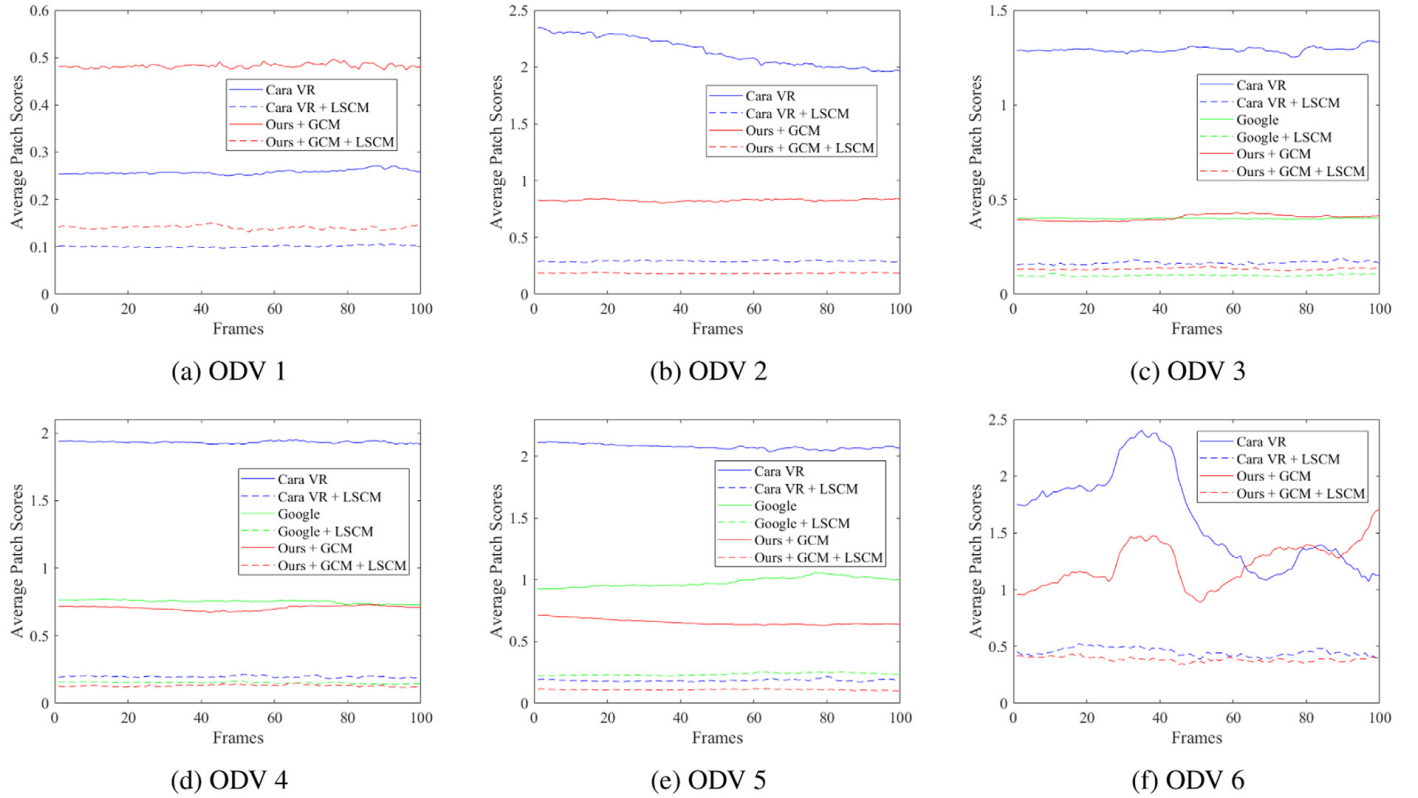 Average Patch Scores
0.6
0.5
0.4
0.3
0.2
0.1
0
Cara VR
Cara VR + LSCM
Ours + GCM
Ours + GCM + LSCM
0 20 40 60 80 100
Frames
(a) ODV 1
Average Patch Scores
2.5
2
1.5
1
0.5
0
Cara VR
Cara VR + LSCM
Ours + GCM
Ours + GCM + LSCM
0 20 40 60 80 100
Frames
(b) ODV 2
Average Patch Scores
1.5
1
0.5
0
Cara VR
Cara VR + LSCM
Google
Google + LSCM
Ours + GCM
Ours + GCM + LSCM
0 20 40 60 80 100
Frames
(c) ODV 3
Average Patch Scores
2
1.5
1
0.5
0
Cara VR
Cara VR + LSCM
Google
Google + LSCM
Ours + GCM
Ours + GCM + LSCM
0 20 40 60 80 100
Frames
(d) ODV 4
Average Patch Scores
2
1.5
1
0.5
0
Cara VR
Cara VR + LSCM
Google
Google + LSCM
Ours + GCM
Ours + GCM + LSCM
0 20 40 60 80 100
Frames
(e) ODV 5
Average Patch Scores
2.5
2
1.5
1
0.5
0
Cara VR
Cara VR + LSCM
Ours + GCM
Ours + GCM + LSCM
0 20 40 60 80 100
Frames
(f) ODV 6